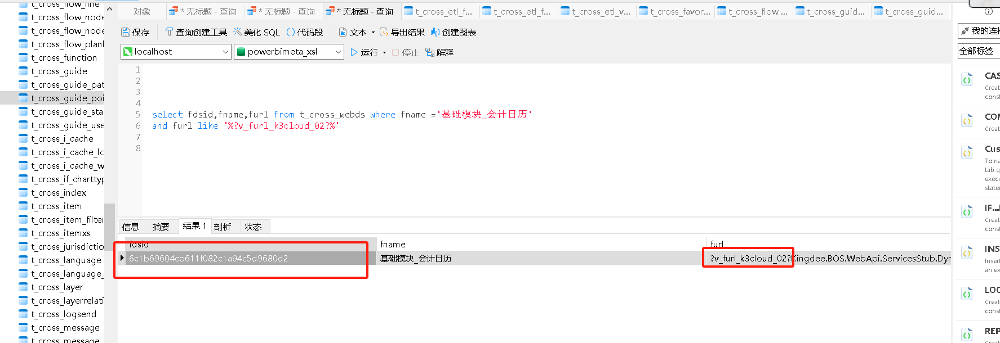 t_cross_flow_line
t_cross_flow_node
t_cross_flow_node
t_cross_flow_planl
t_cross_function
t_cross_guide
t_cross_guide_pat
t_cross_guide_poi
t_cross_guide_sta
t_cross_guide_use
t_cross_i_cache
t_cross_i_cache_lo
t_cross_i_cache_w
t_cross_if_charttyp
t_cross_index
t_cross_item
t_cross_item_filter
t_cross_itemxs
t_cross_jurisdictio
t_cross_language
t_cross_language_
t_cross_layer
t_cross_layerrelati
t_cross_logsend
t_cross_message
t_cross_message
对象
* 无标题 - 查询
* 无标题 - 查询
* 无标题 - 查询
t_cross_etl_f...
t_cross_etl_f...
t_cross_etl_v...
t_cross_favor...
t_cross_flow ...
t_cross_guid...
t_cross_guid...
保存
查询创建工具
美化 SQL
() 代码段
文本
导出结果
创建图表
localhost
powerbimeta_xsl
运行
停止
解释
1
2
3
4
5 select fdsid,fname,furl from t_cross_webds where fname ='基础模块_会计日历'
6 and furl like '%?v_furl_k3cloud_02?%'
7
8
信息
摘要
结果 1
剖析
状态
fdsid fname furl
6c1b69604cb611f082c1a94c5d9680d2 基础模块_会计日历 ?v_furl_k3cloud_02?Kingdee.BOS.WebApi.ServicesStub.Dyr
我的连接
全部标签
CAS
Creat
const
COM
Creat
Cus
To na
tab g
execu
stater
IF...I
Creat
const
INS
Insert
an ex
LOO
Creat
const
REP
Creat